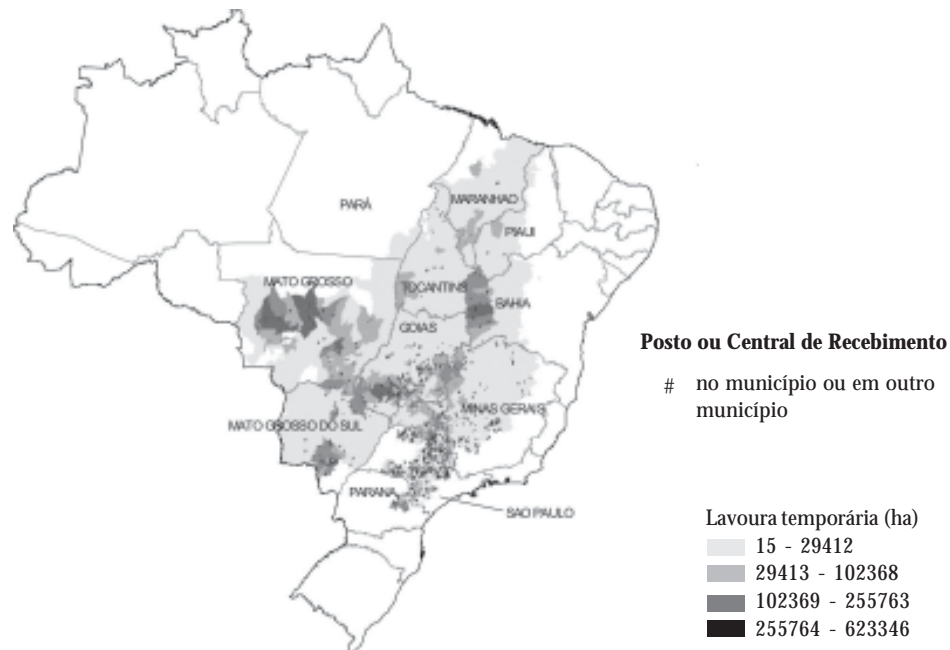 MARANHAO
PARÁ
PIAUI
MATO GROSSO
TOCANTINS
BAHIA
GOIAS
MINAS GERAIS
MATO GROSSO DO SUL
PARANA
SAO PAULO
Posto ou Central de Recebimento
# no município ou em outro
município
Lavoura temporária (ha)
15 - 29412
29413 - 102368
102369 - 255763
255764 - 623346